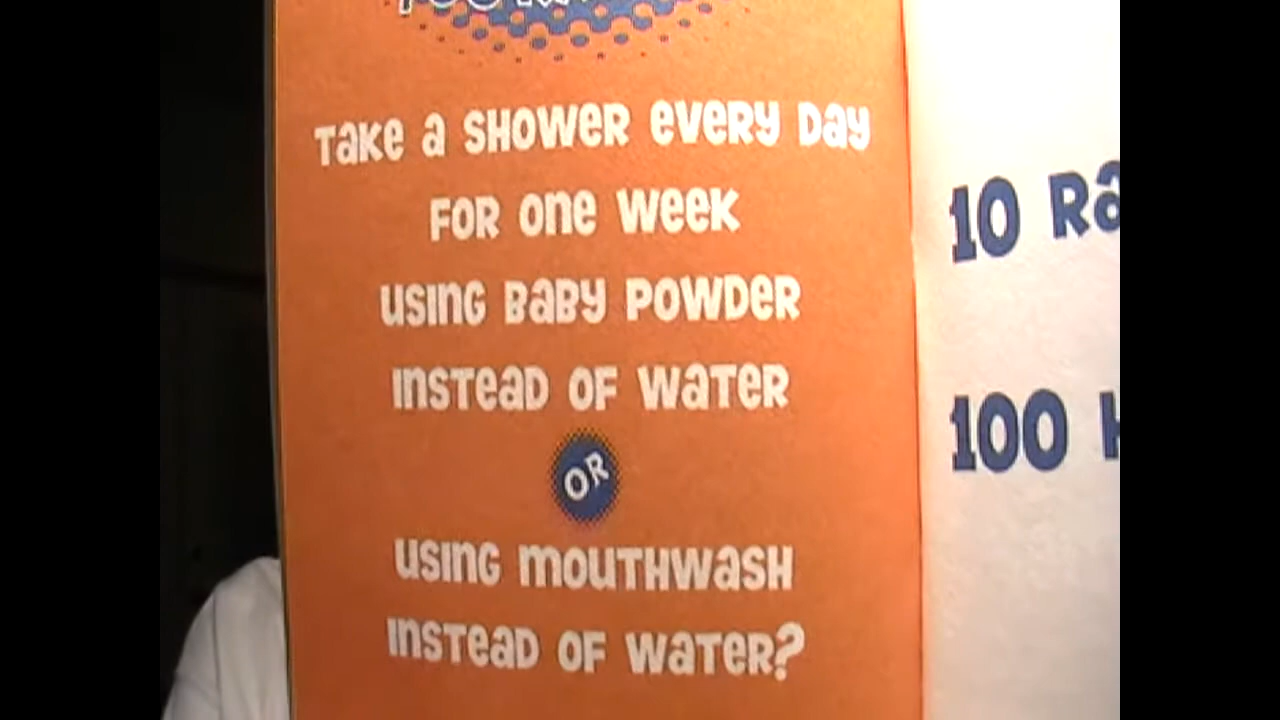 Take a shower every day
for one week
using baby powder
instead of water
OR
using mouthwash
instead of water?
10
100